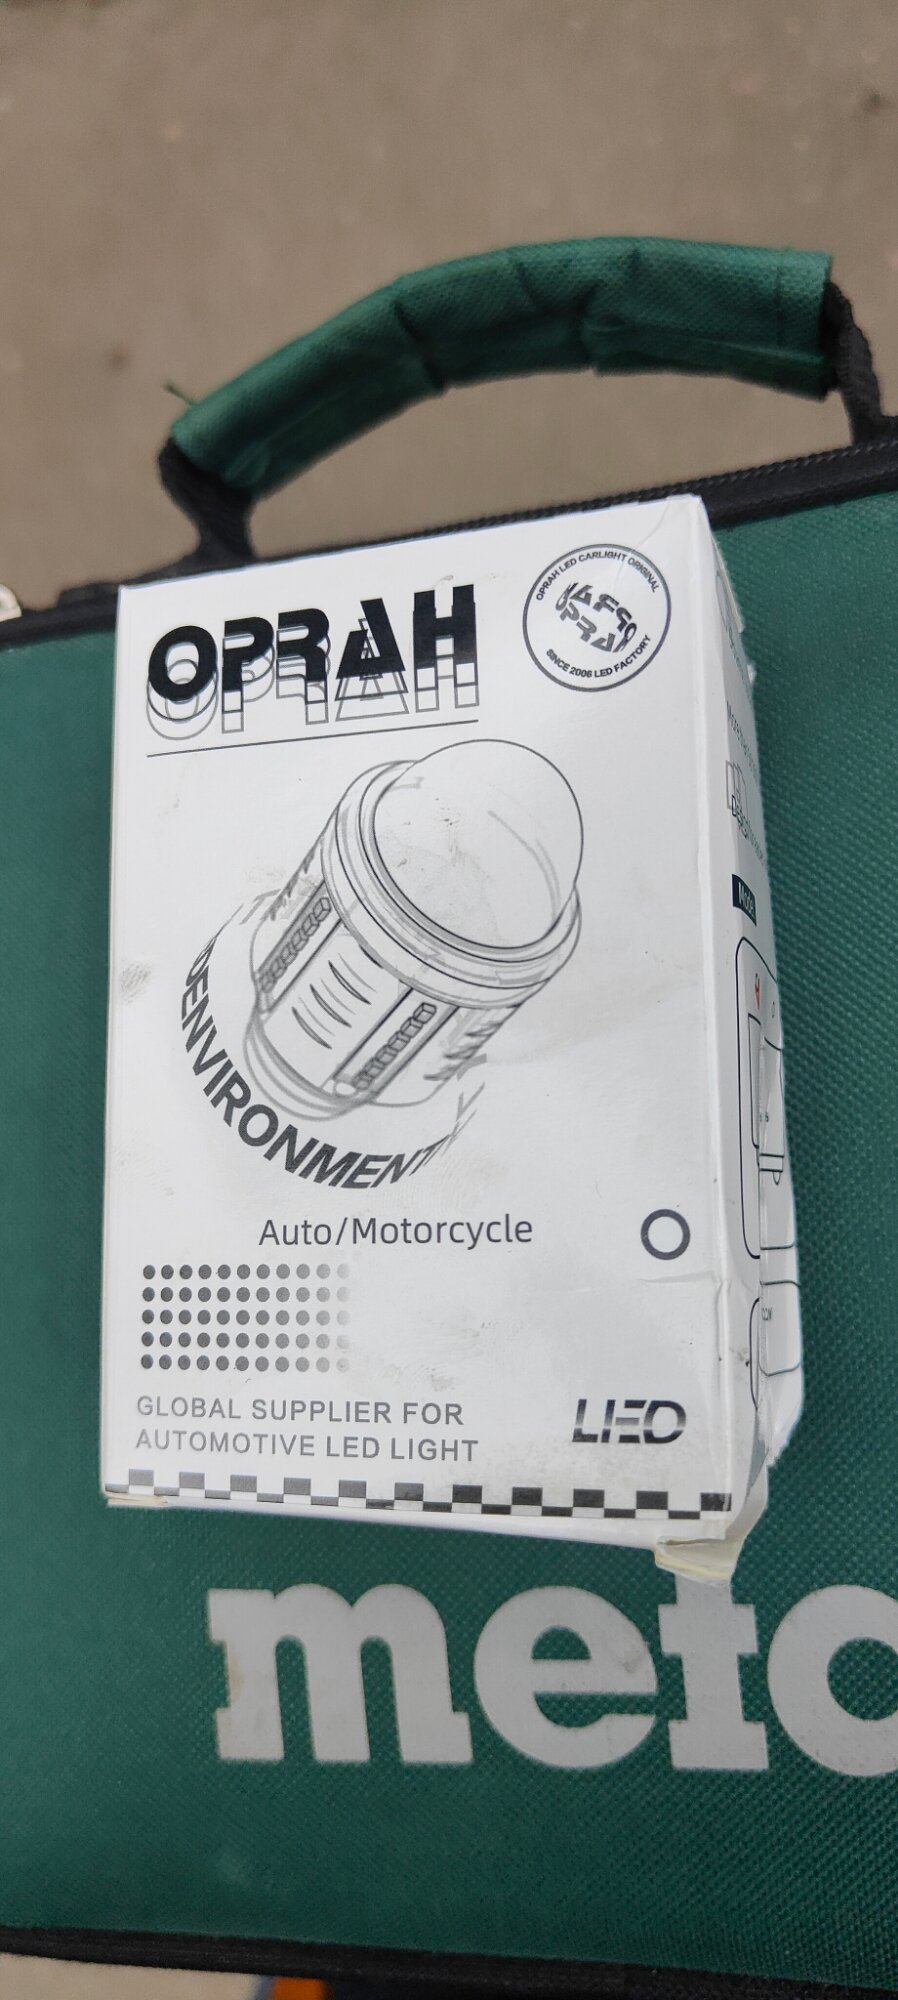 OPRAH
OPRAH LED CARLIGHT ORIGINAL
SINCE 2006 LED FACTORY
Model
ENVIRONMENT
Auto/Motorcycle
GLOBAL SUPPLIER FOR
AUTOMOTIVE LED LIGHT
LED